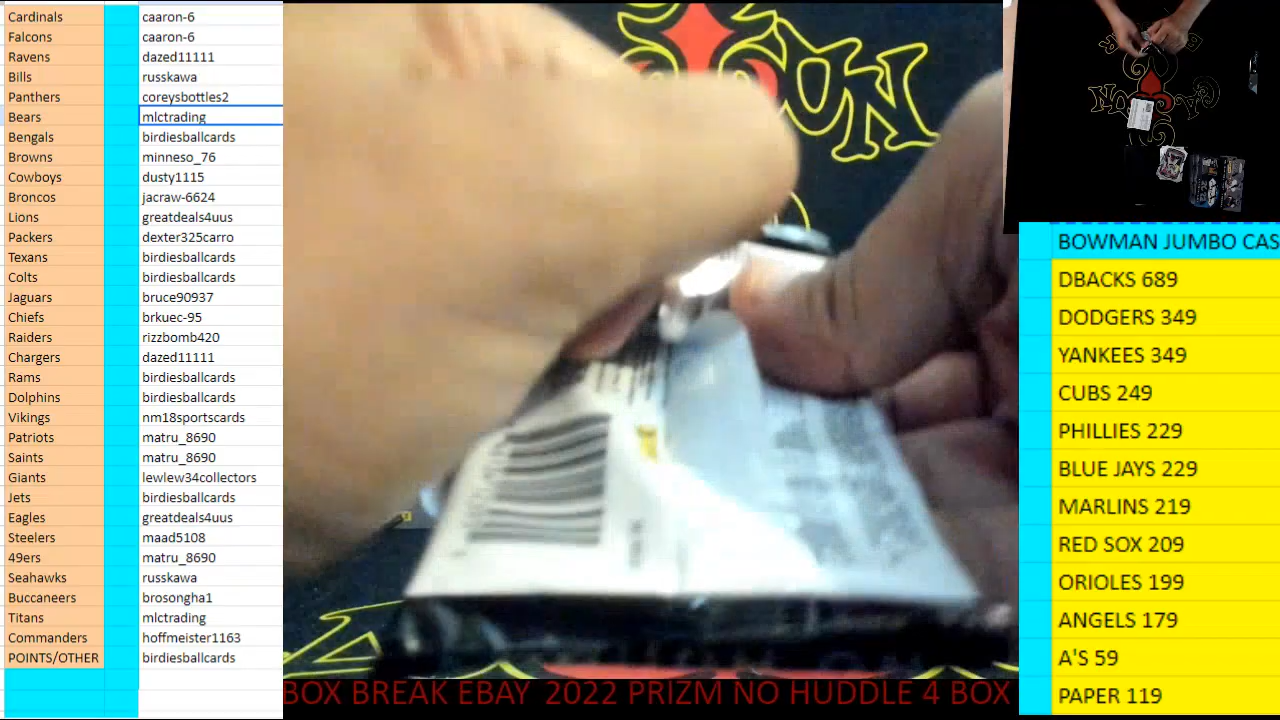 Cardinals caaron-6
Falcons caaron-6
Ravens dazed11111
Bills russkawa
Panthers coreysbottles2
Bears mlctrading
Bengals birdiesballcards
Browns minneso_76
Cowboys dusty1115
Broncos jacraw-6624
Lions greatdeals4uus
Packers dexter325carro
Texans birdiesballcards
Colts birdiesballcards
Jaguars bruce90937
Chiefs brkuec-95
Raiders rizzbomb420
Chargers dazed11111
Rams birdiesballcards
Dolphins birdiesballcards
Vikings nm18sportscards
Patriots matru_8690
Saints matru_8690
Giants lewlew34collectors
Jets birdiesballcards
Eagles greatdeals4uus
Steelers maad5108
49ers matru_8690
Seahawks russkawa
Buccaneers brosongha1
Titans mlctrading
Commanders hoffmeister1163
POINTS/OTHER birdiesballcards
BOX BREAK EBAY 2022 PRIZM NO HUDDLE 4 BOX
BOWMAN JUMBO CAS
DBACKS 689
DODGERS 349
YANKEES 349
CUBS 249
PHILLIES 229
BLUE JAYS 229
MARLINS 219
RED SOX 209
ORIOLES 199
ANGELS 179
A'S 59
PAPER 119